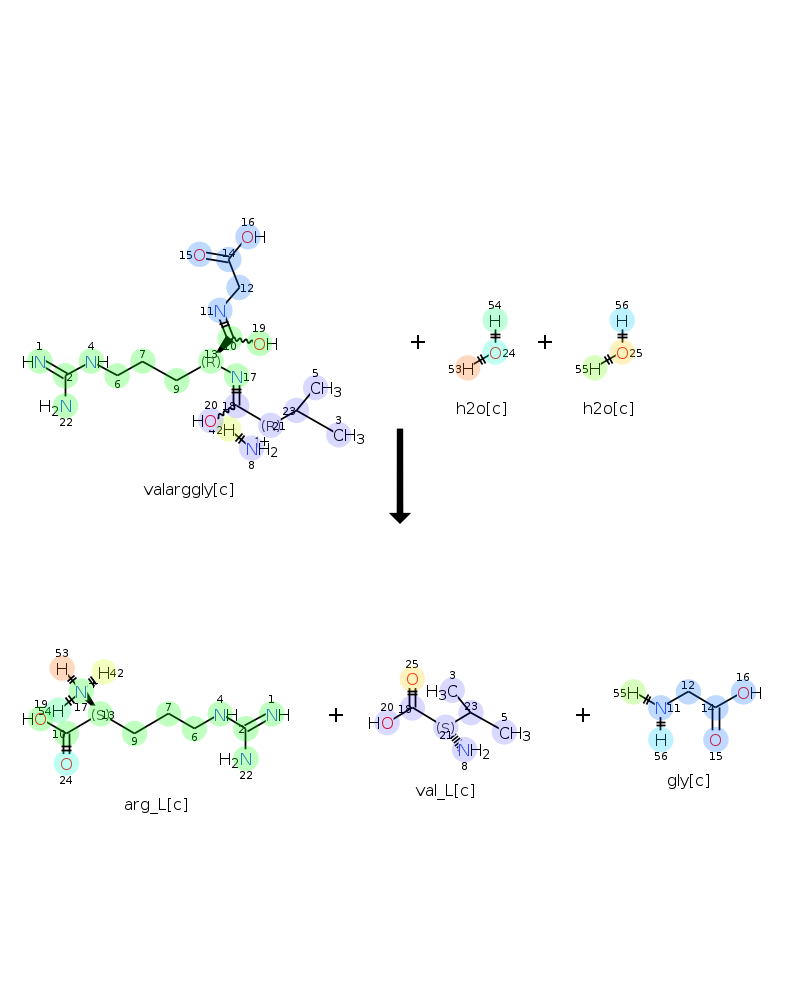 16
OH
15 O 14
12
11 N
19
10 OH
13 (R)
1 4 7
HN NH
2 6 9
N 17
H2N
22
5
CH3
20 18 23
HO (R) 21 3
42 H CH3
1+
NH2
8
valarggly[c]
+
54
H
53 H O 24
h2o[c]
+
56
H
55 H O 25
h2o[c]
53
H H 42
N
19 54 H 17
HO (S) 13
10
O
24
7 4 1
N H NH
9 6 2
H2N
22
arg_L[c]
+
25
O
3
H3C
20 18 23
HO (S) 5
21 CH3
NH2
8
val_L[c]
+
55 H 12 16
N 11 14 OH
H O
56 15
gly[c]